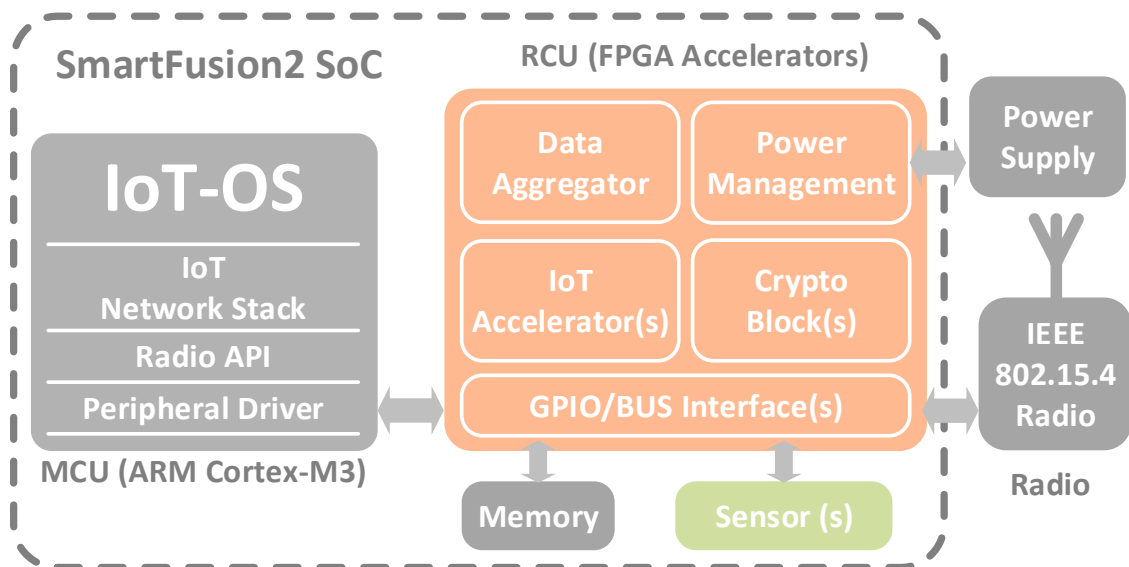 SmartFusion2 SoC
RCU (FPGA Accelerators)
IoT-OS
IoT
Network Stack
Radio API
Peripheral Driver
MCU (ARM Cortex-M3)
Data
Aggregator
Power
Management
IoT
Accelerator(s)
Crypto
Block(s)
GPIO/BUS Interface(s)
Memory
Sensor (s)
Power
Supply
IEEE
802.15.4
Radio
Radio